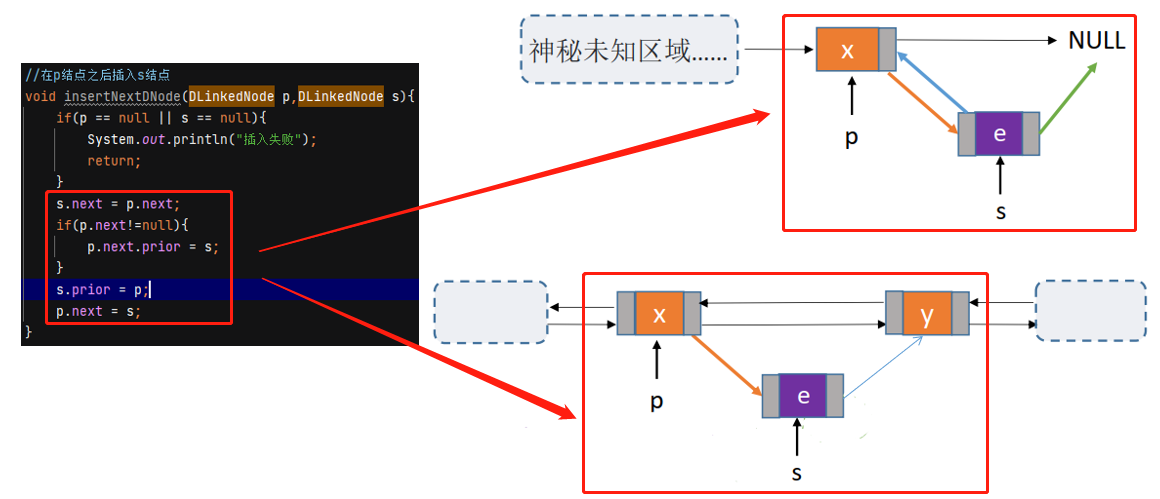 //在p结点之后插入s结点
void insertNextDNode(DLinkedNode p,DLinkedNode s){
if(p == null || s == null){
System.out.println("插入失败");
return;
}
s.next = p.next;
if(p.next!=null){
p.next.prior = s;
}
s.prior = p;
p.next = s;
}
神秘未知区域……
x
NULL
p
e
s
x
y
p
e
s